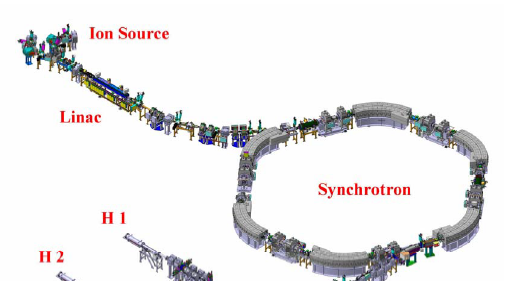 Ion Source
Linac
Synchrotron
H 1
H 2